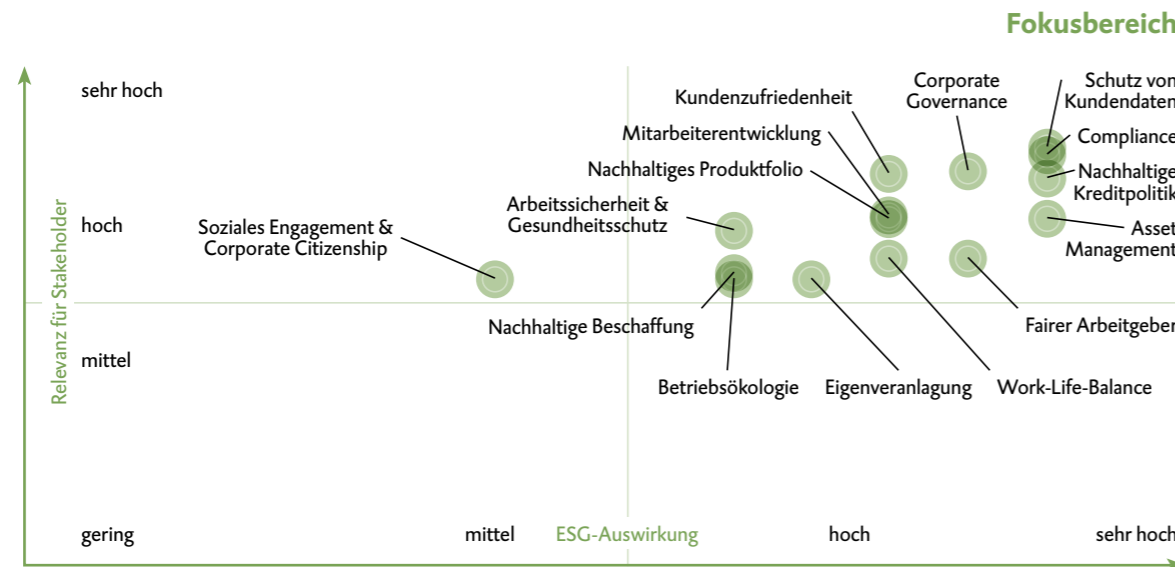 Fokusbereich
sehr hoch
Corporate
Governance
Schutz von
Kundendaten
Kundenzufriedenheit
Mitarbeiterentwicklung
Compliance
Nachhaltiges Produktfolio
Nachhaltige
Kreditpolitik
Arbeitssicherheit &
Gesundheitsschutz
hoch
Soziales Engagement &
Corporate Citizenship
Asset
Management
Relevanz für Stakeholder
Nachhaltige Beschaffung
Fairer Arbeitgeber
mittel
Betriebsökologie
Eigenveranlagung
Work-Life-Balance
gering
mittel
ESG-Auswirkung
hoch
sehr hoch